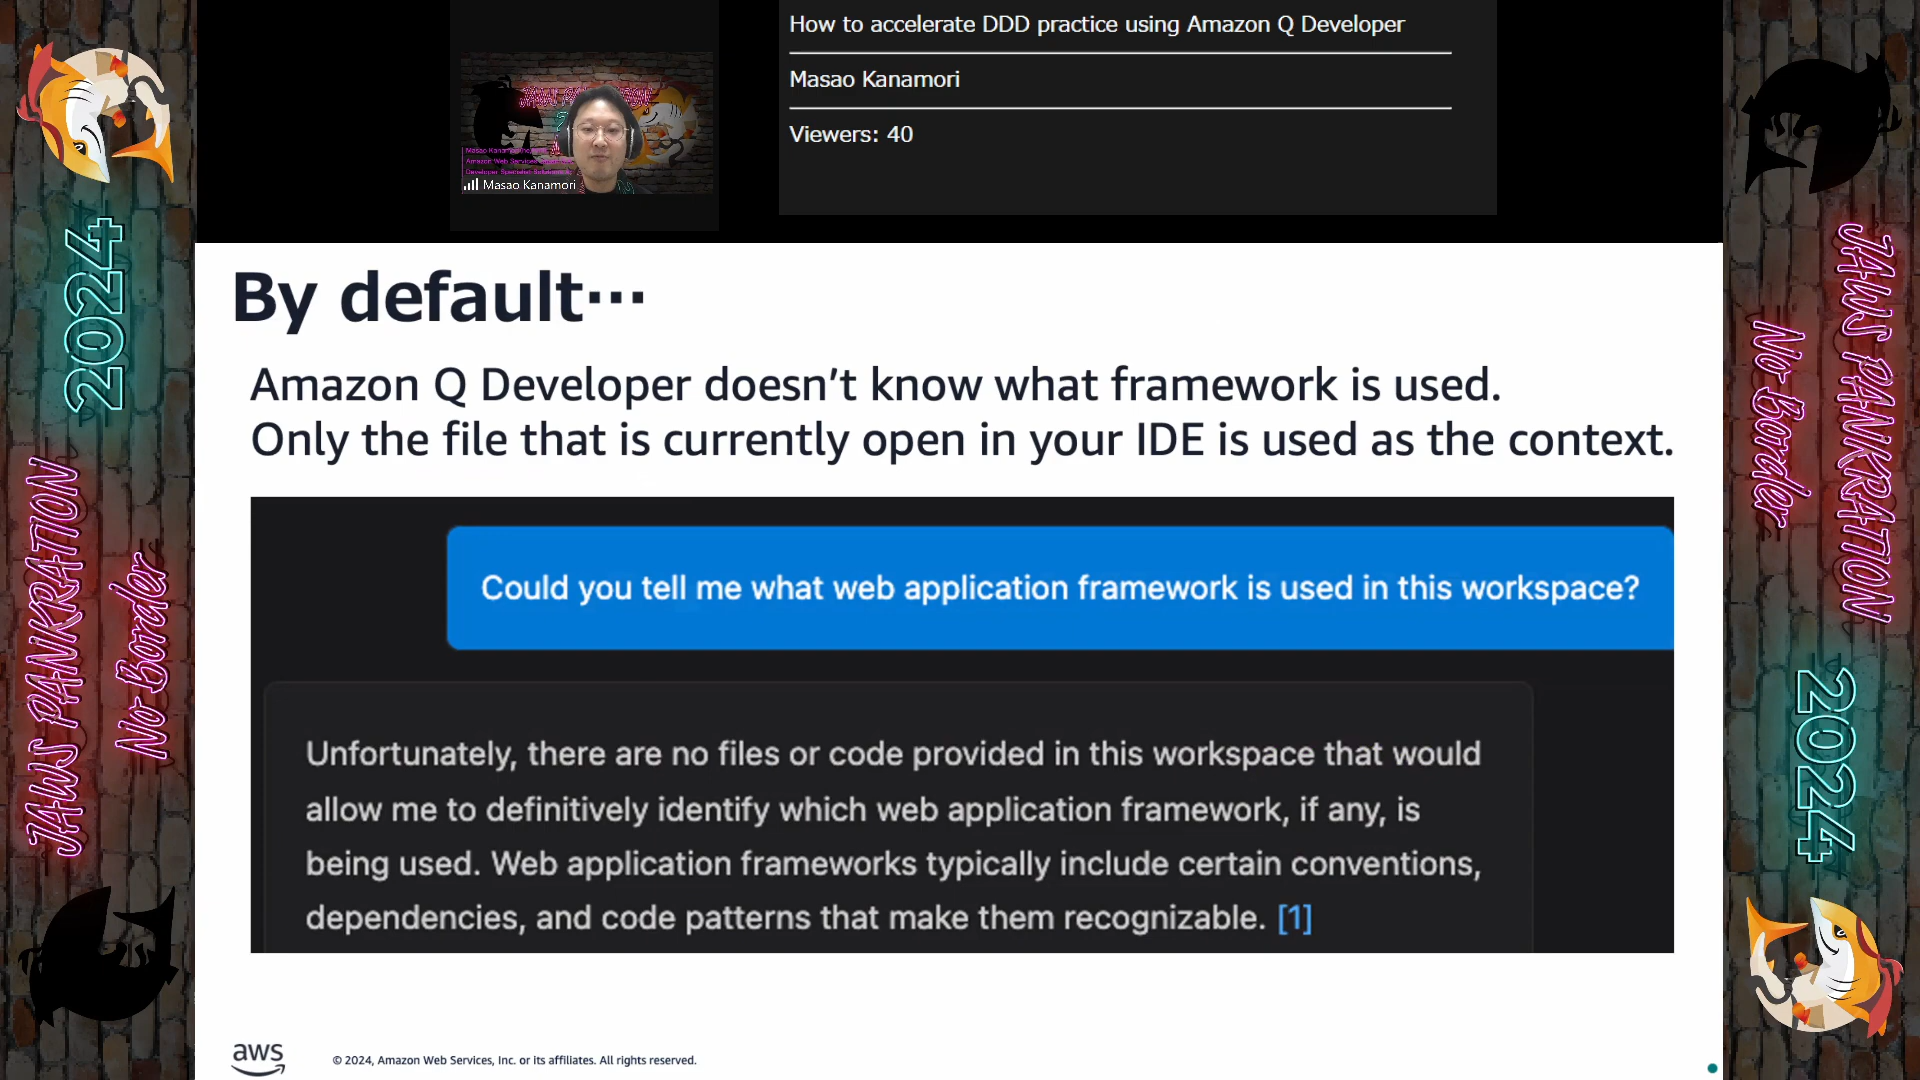 How to accelerate DDD practice using Amazon Q Developer
Masao Kanamori
Viewers: 40
Masao Kanamori
2024
JAWS PANKRATION
No Border
JAWS PANKRATION
No Border
2024
By default…
Amazon Q Developer doesn’t know what framework is used.
Only the file that is currently open in your IDE is used as the context.
Could you tell me what web application framework is used in this workspace?
Unfortunately, there are no files or code provided in this workspace that would
allow me to definitively identify which web application framework, if any, is
being used. Web application frameworks typically include certain conventions,
dependencies, and code patterns that make them recognizable. [1]
aws
© 2024, Amazon Web Services, Inc. or its affiliates. All rights reserved.